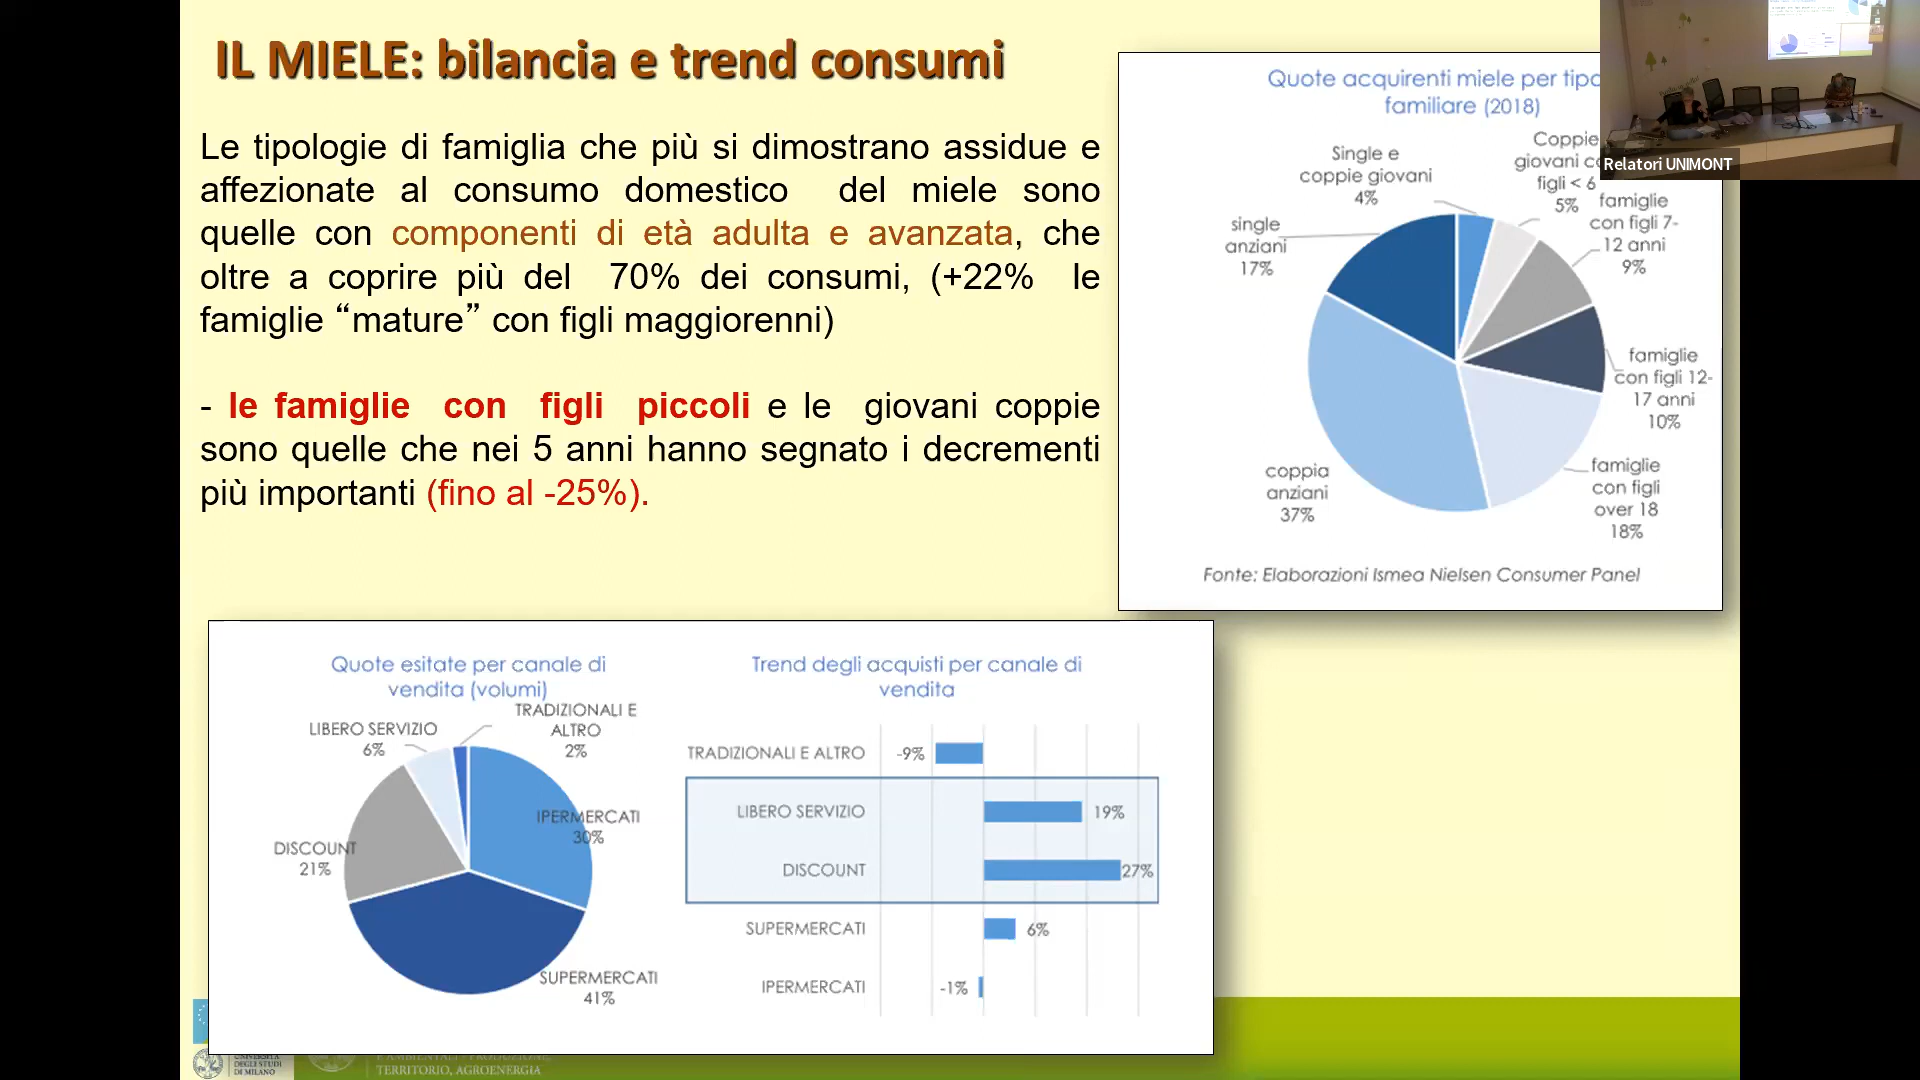 IL MIELE: bilancia e trend consumi
Le tipologie di famiglia che più si dimostrano assidue e
affezionate al consumo domestico del miele sono
quelle con componenti di età adulta e avanzata, che
oltre a coprire più del 70% dei consumi, (+22% le
famiglie “mature” con figli maggiorenni)
- le famiglie con figli piccoli e le giovani coppie
sono quelle che nei 5 anni hanno segnato i decrementi
più importanti (fino al -25%).
Quote acquirenti miele per tipo
familiare (2018)
Single e
coppie giovani
4%
Coppie
giovani
figli < 6
5%
famiglie
con figli 7-
12 anni
9%
famiglie
con figli 12-
17 anni
10%
famiglie
con figli
over 18
18%
coppia
anziani
37%
single
anziani
17%
Fonte: Elaborazioni Ismea Nielsen Consumer Panel
Relatori UNIMONT
Quote esitate per canale di
vendita (volumi)
TRADIZIONALI E
ALTRO
2%
LIBERO SERVIZIO
6%
IPERMERCATI
30%
DISCOUNT
21%
SUPERMERCATI
41%
Trend degli acquisti per canale di
vendita
TRADIZIONALI E ALTRO -9%
LIBERO SERVIZIO 19%
DISCOUNT 27%
SUPERMERCATI 6%
IPERMERCATI -1%
UNIVERSITÀ
DEGLI STUDI
DI MILANO
E AMBIENTALI - PRODUZIONE,
TERRITORIO, AGROENERGIA